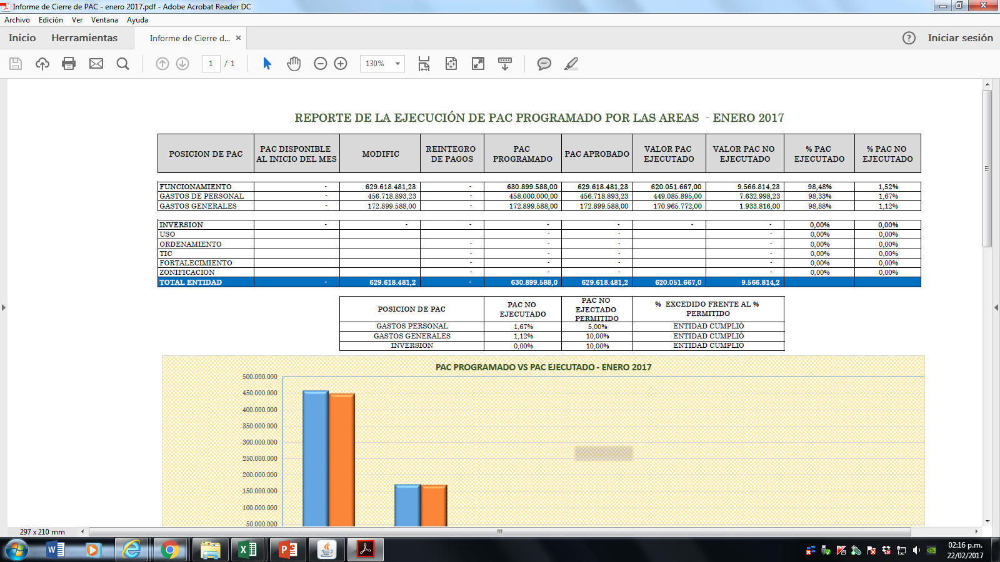 Informe de Cierre de PAC - enero 2017.pdf - Adobe Acrobat Reader DC
Archivo Edición Ver Ventana Ayuda
Inicio Herramientas Informe de Cierre d... × ? Iniciar sesión
1 / 1 130%
REPORTE DE LA EJECUCIÓN DE PAC PROGRAMADO POR LAS AREAS - ENERO 2017
POSICION DE PAC PAC DISPONIBLE AL INICIO DEL MES MODIFIC REINTEGRO DE PAGOS PAC PROGRAMADO PAC APROBADO VALOR PAC EJECUTADO VALOR PAC NO EJECUTADO % PAC EJECUTADO % PAC NO EJECUTADO
FUNCIONAMIENTO - 629.618.481,23 - 630.899.588,00 629.618.481,23 620.051.667,00 9.566.814,23 98,48% 1,52%
GASTOS DE PERSONAL - 456.718.893,23 - 458.000.000,00 456.718.893,23 449.085.895,00 7.632.998,23 98,33% 1,67%
GASTOS GENERALES - 172.899.588,00 - 172.899.588,00 172.899.588,00 170.965.772,00 1.933.816,00 98,88% 1,12%
INVERSION - - - - - - - 0,00% 0,00%
USO - - - 0,00% 0,00%
ORDENAMIENTO - - - - 0,00% 0,00%
TIC - - - - 0,00% 0,00%
FORTALECIMIENTO - - - - 0,00% 0,00%
ZONIFICACION - - - - 0,00% 0,00%
TOTAL ENTIDAD - 629.618.481,2 - 630.899.588,0 629.618.481,2 620.051.667,0 9.566.814,2
POSICION DE PAC PAC NO EJECUTADO PAC NO EJECTADO PERMITIDO % EXCEDIDO FRENTE AL % PERMITIDO
GASTOS PERSONAL 1,67% 5,00% ENTIDAD CUMPLIÓ
GASTOS GENERALES 1,12% 10,00% ENTIDAD CUMPLIÓ
INVERSIÓN 0,00% 10,00% ENTIDAD CUMPLIÓ
PAC PROGRAMADO VS PAC EJECUTADO - ENERO 2017
500.000.000
450.000.000
400.000.000
350.000.000
300.000.000
250.000.000
200.000.000
150.000.000
100.000.000
50.000.000
297 x 210 mm
02:16 p.m.
22/02/2017